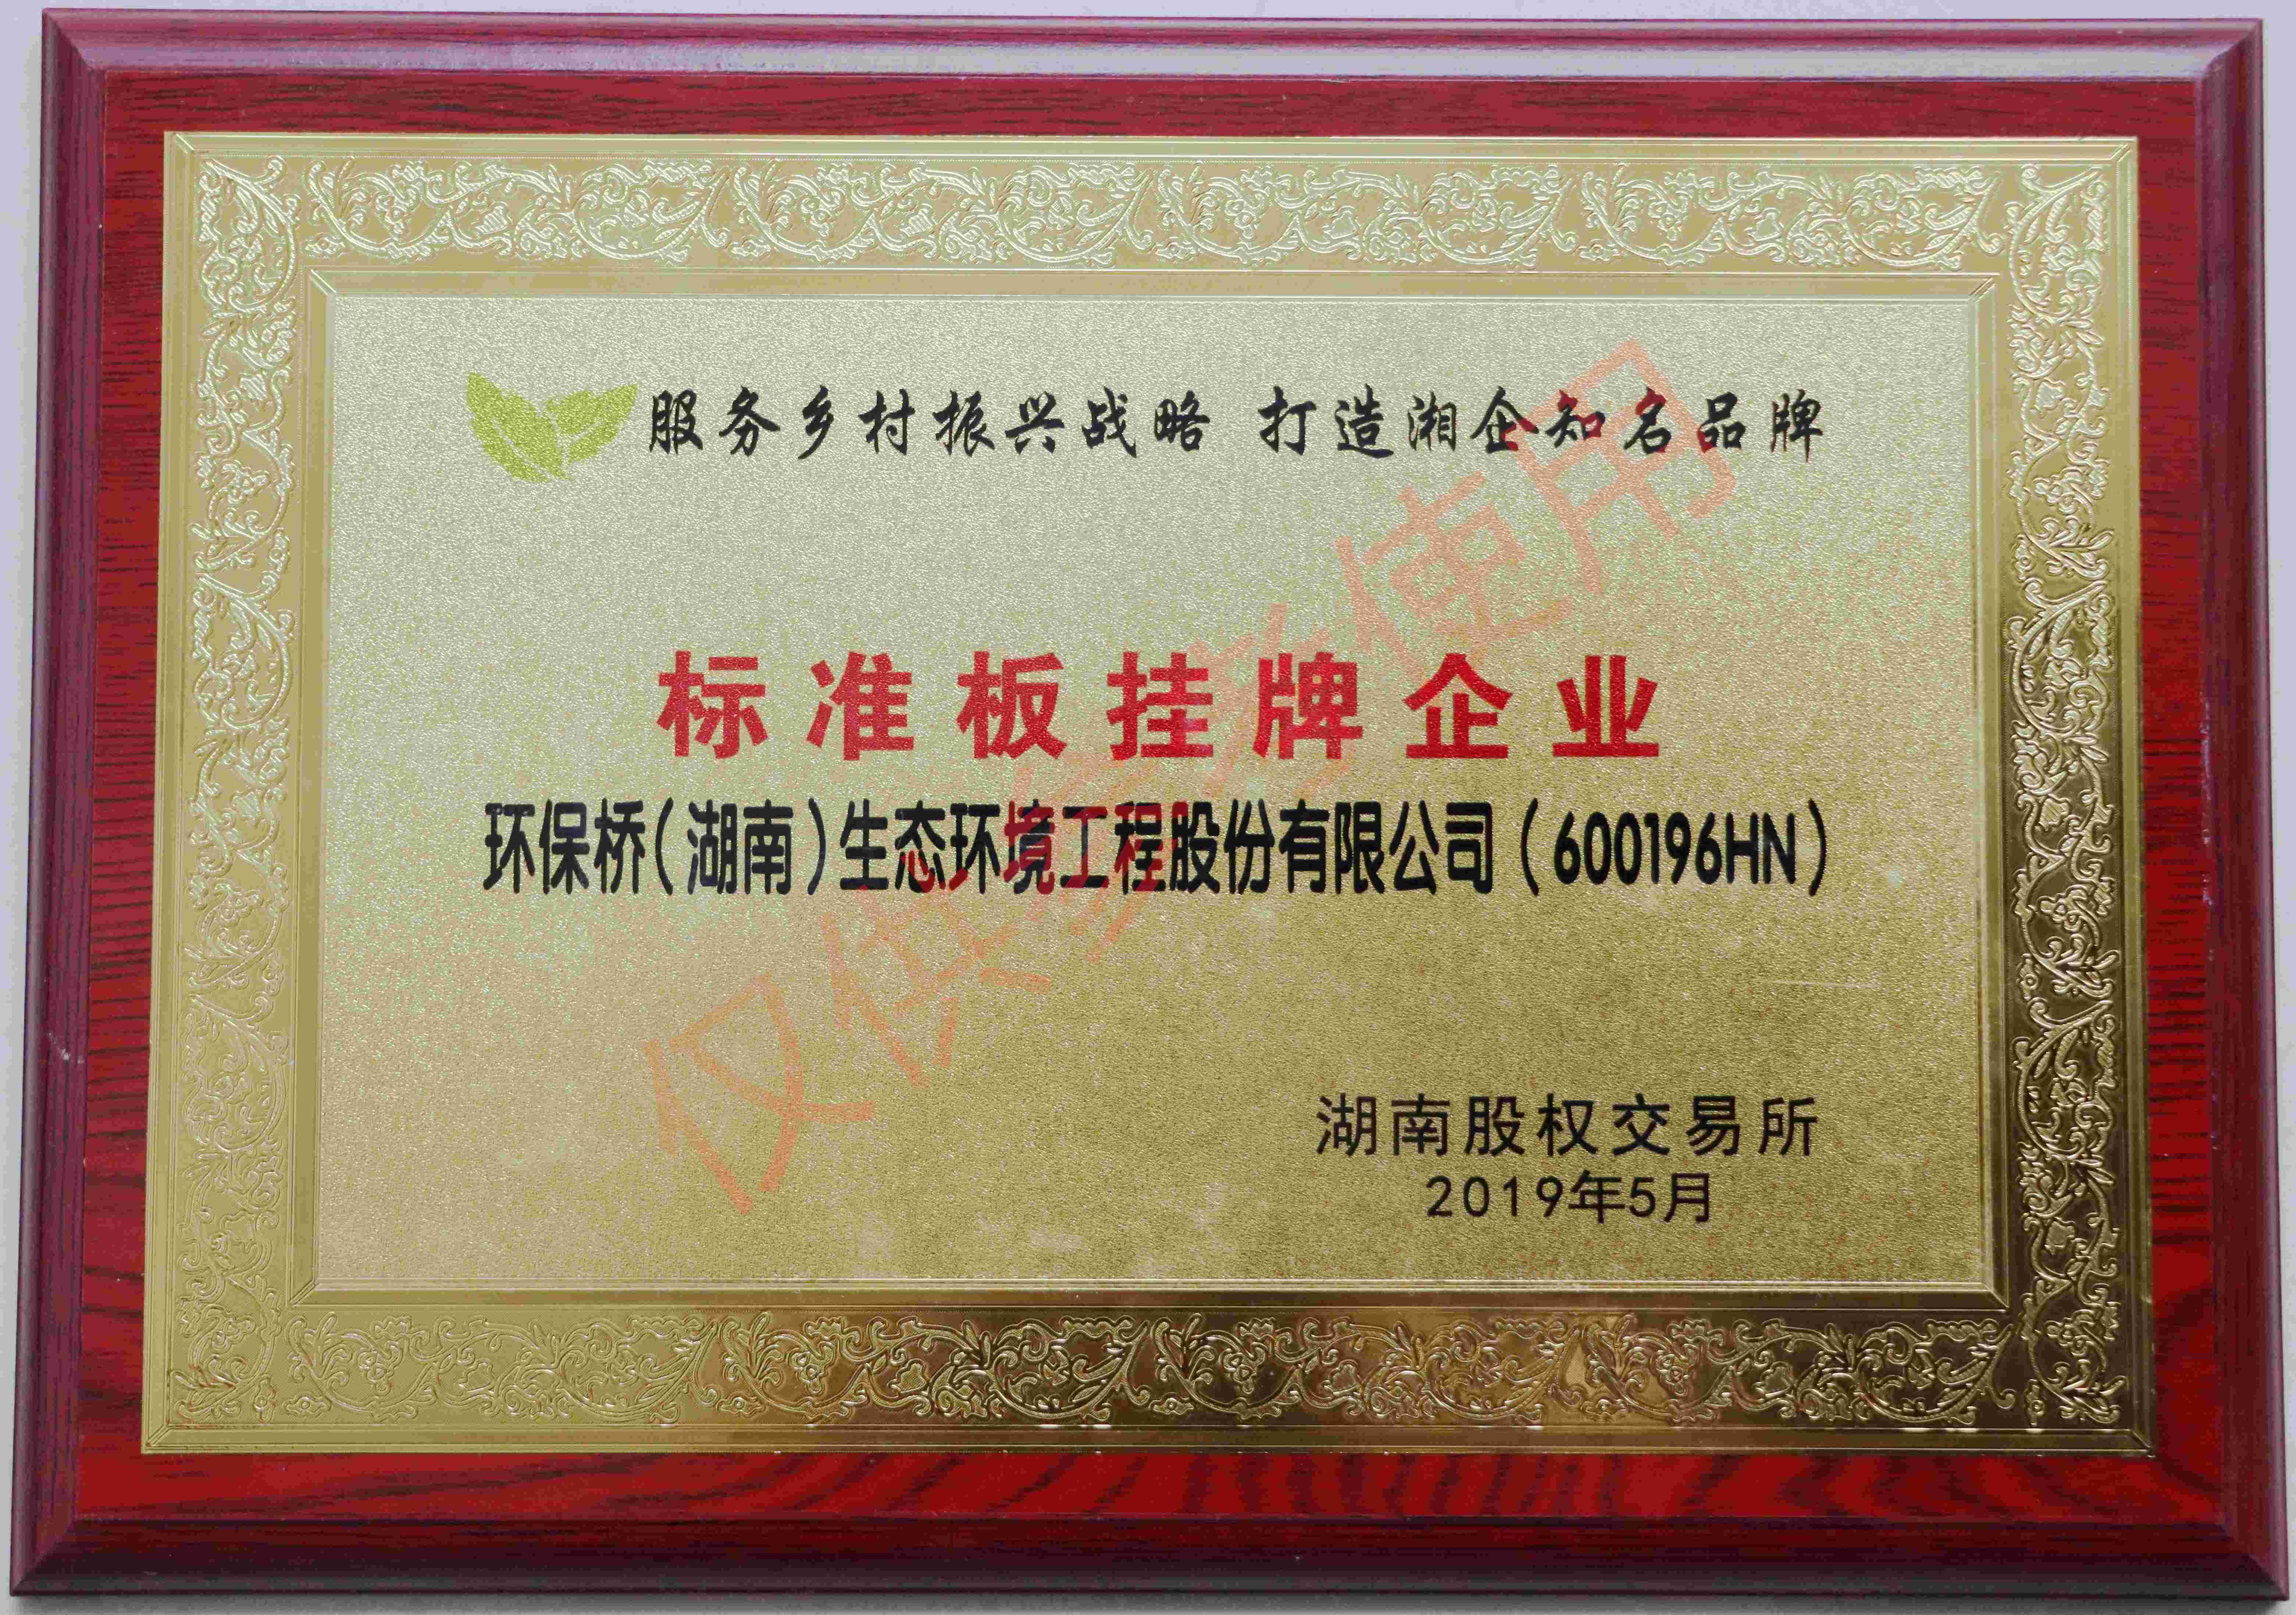 服务乡村振兴战略 打造湘企知名品牌
标准板挂牌企业
环保桥(湖南)生态环境工程股份有限公司(600196HN)
湖南股权交易所
2019年5月
仅供参考使用